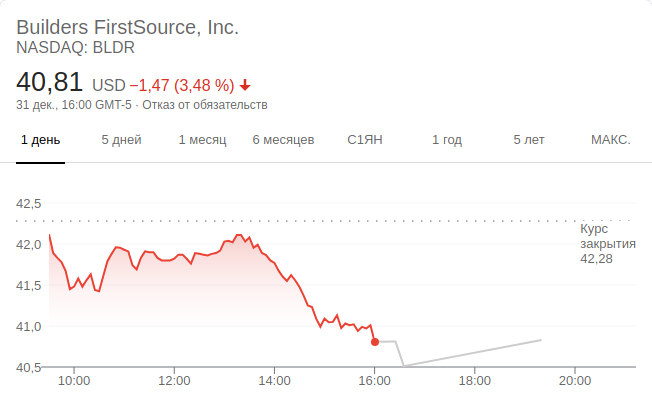 Builders FirstSource, Inc.
NASDAQ: BLDR
40,81 USD −1,47 (3,48 %)
31 дек., 16:00 GMT-5 · Отказ от обязательств
1 день 5 дней 1 месяц 6 месяцев С1ЯН 1 год 5 лет МАКС.
42,5
Курс
закрытия
42,28
42,0
41,5
41,0
40,5
10:00 12:00 14:00 16:00 18:00 20:00